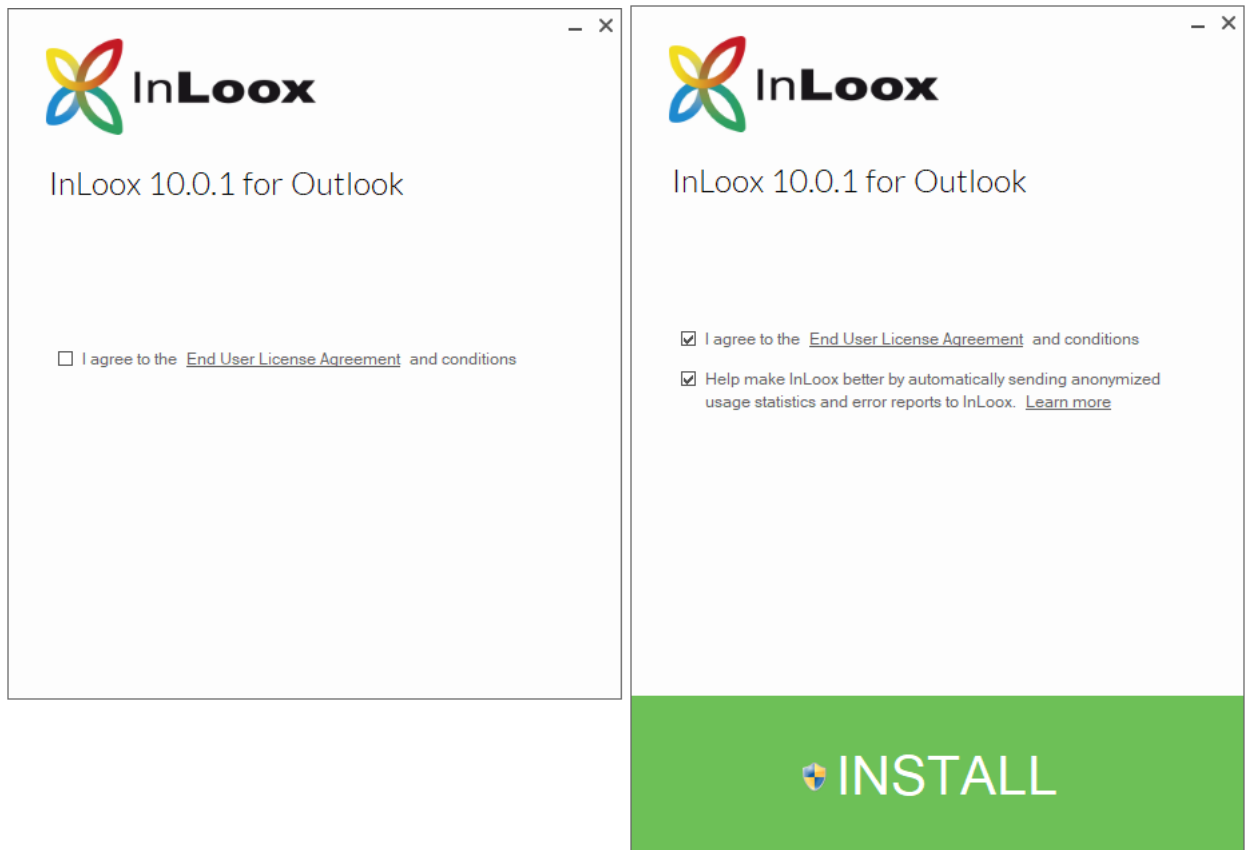 InLoox
InLoox 10.0.1 for Outlook
I agree to the End User License Agreement and conditions
InLoox
InLoox 10.0.1 for Outlook
I agree to the End User License Agreement and conditions
Help make InLoox better by automatically sending anonymized
usage statistics and error reports to InLoox. Learn more
INSTALL